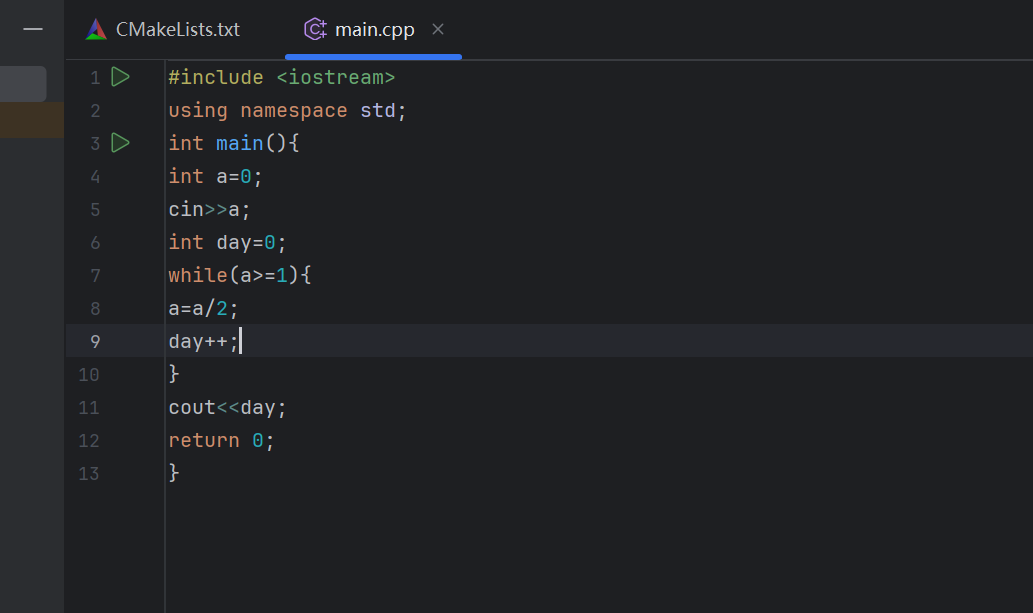 CMakeLists.txt main.cpp
1 #include <iostream>
2 using namespace std;
3 int main(){
4 int a=0;
5 cin>>a;
6 int day=0;
7 while(a>=1){
8 a=a/2;
9 day++;
10 }
11 cout<<day;
12 return 0;
13 }